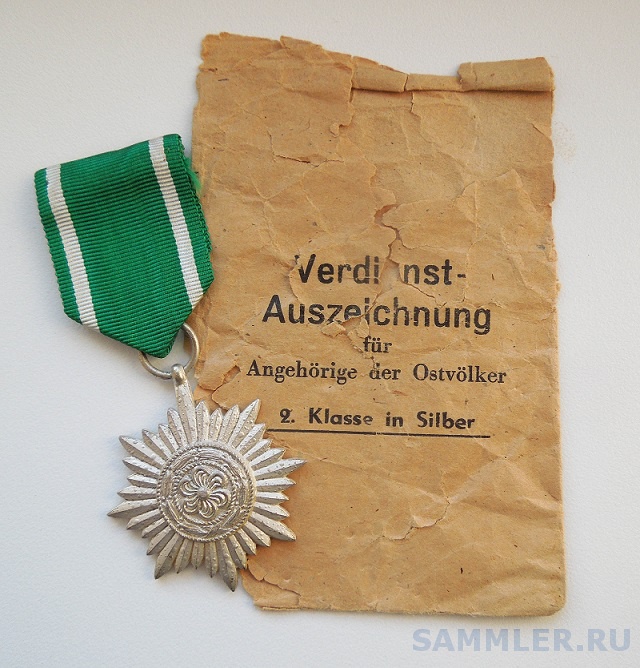 Verdienst-
Auszeichnung
für
Angehörige der Ostvölker
2. Klasse in Silber
SAMMLER.RU